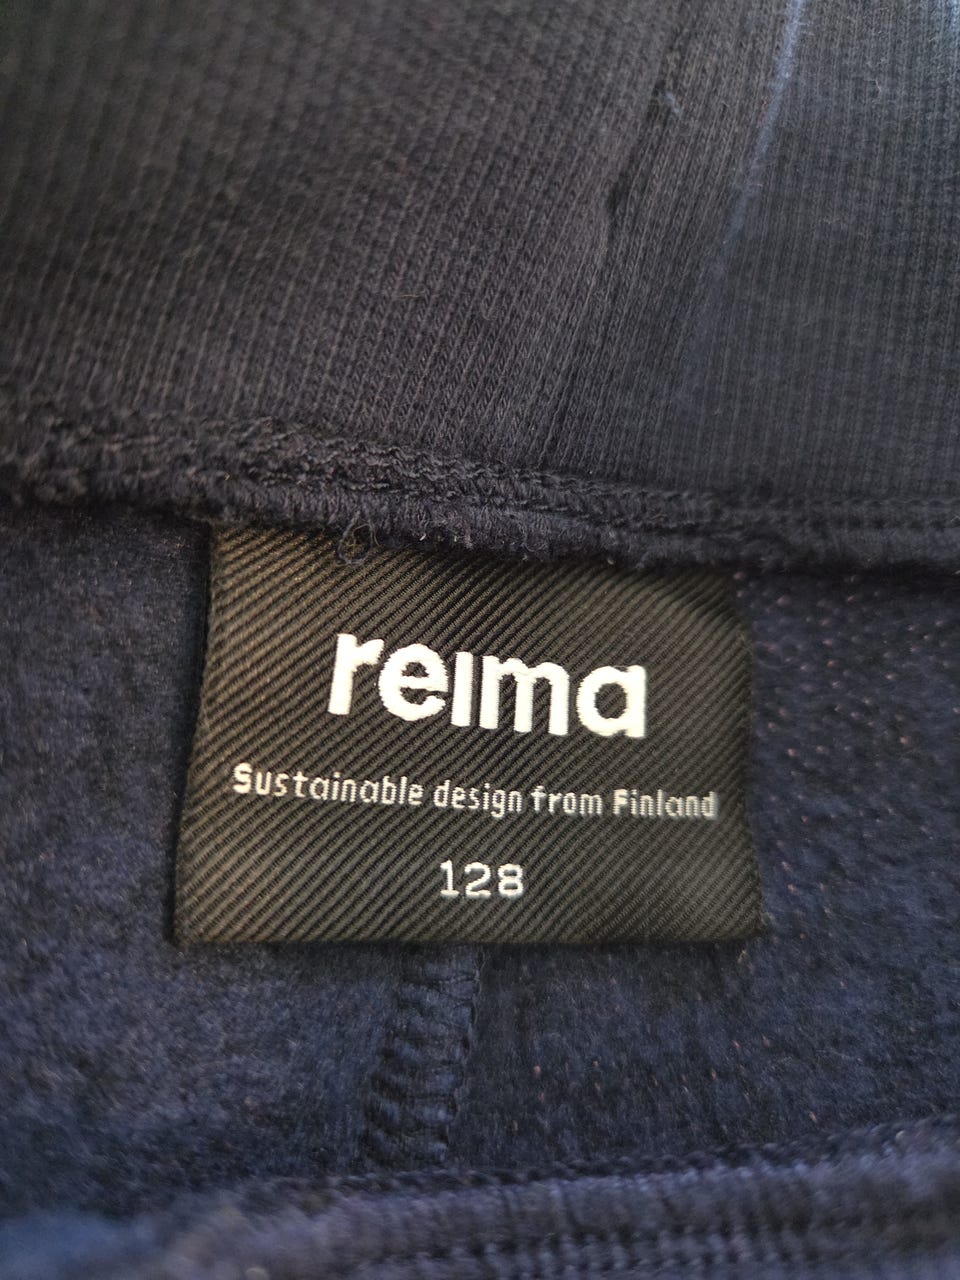 reima
Sustainable design from Finland
128